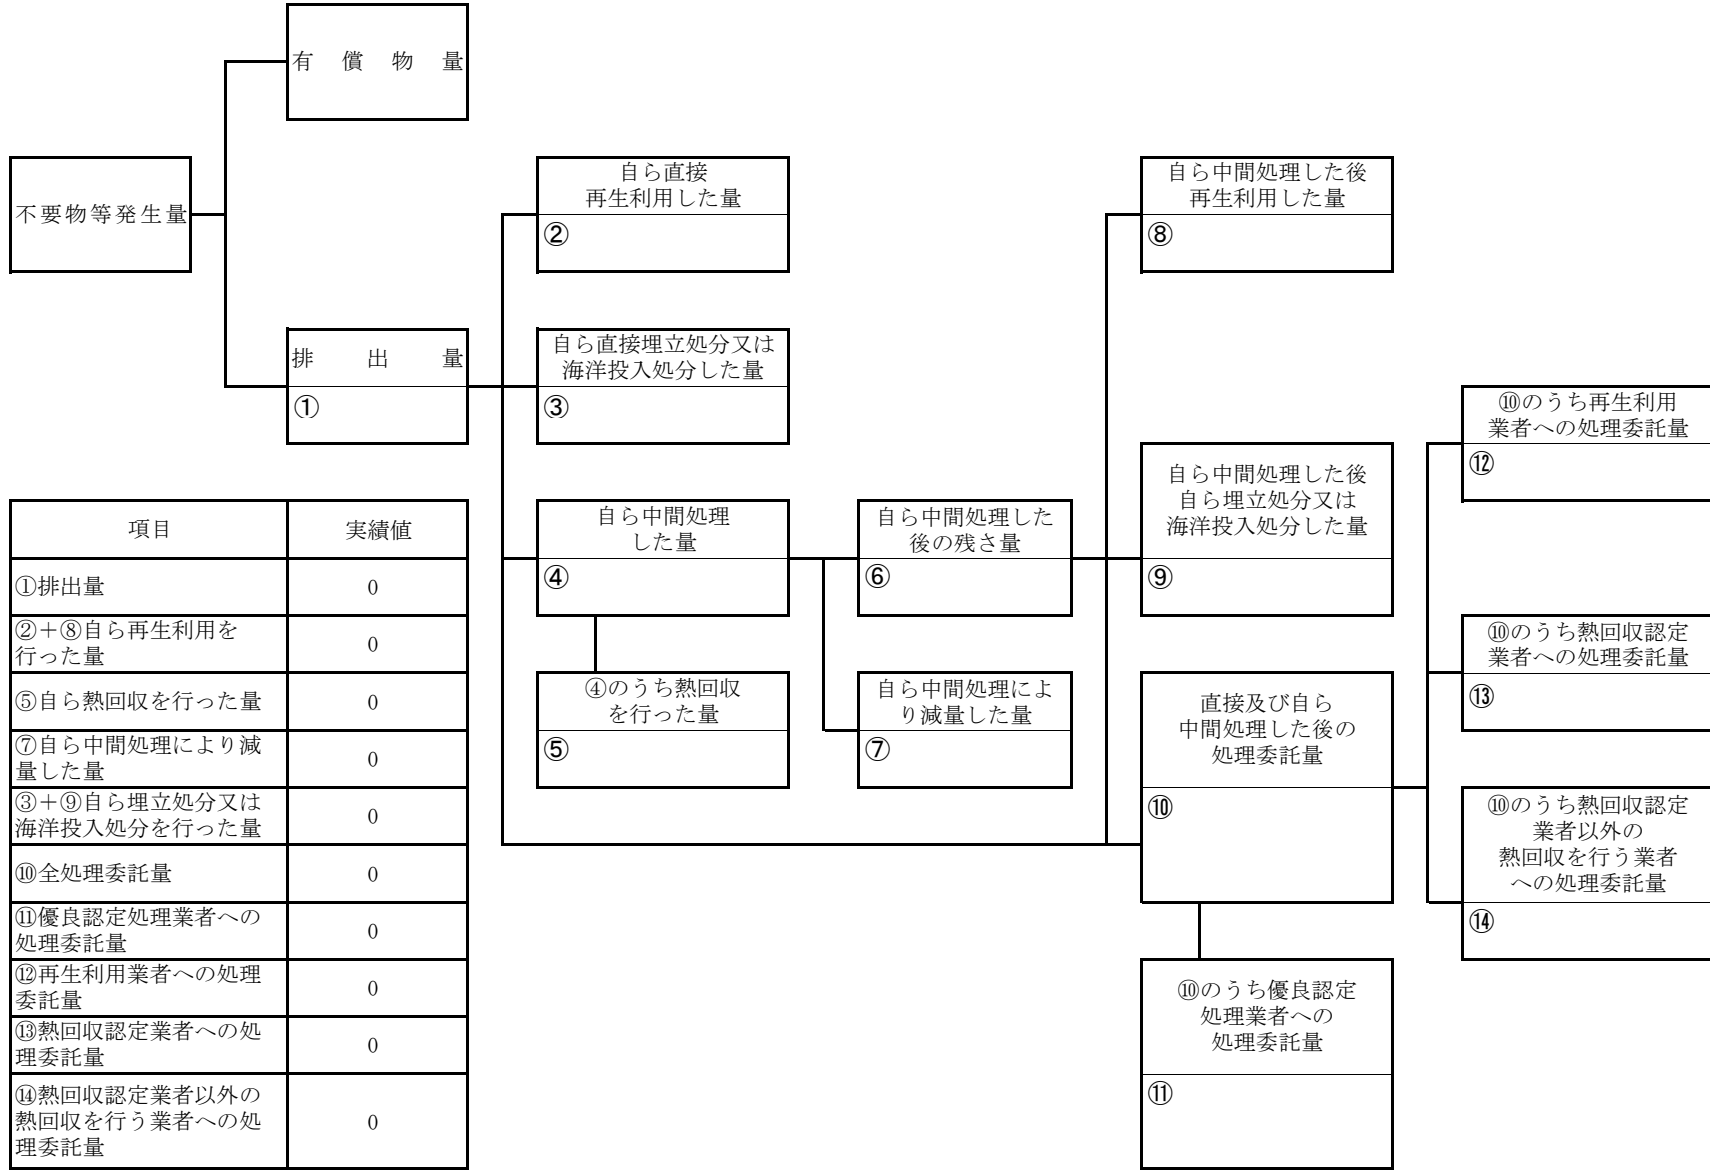 有償物量
不要物等発生量
排出量
①
自ら直接
再生利用した量
②
自ら直接埋立処分又は
海洋投入処分した量
③
自ら中間処理
した量
④
④のうち熱回収
を行った量
⑤
自ら中間処理した
後の残さ量
⑥
自ら中間処理によ
り減量した量
⑦
自ら中間処理した後
再生利用した量
⑧
自ら中間処理した後
自ら埋立処分又は
海洋投入処分した量
⑨
直接及び自ら
中間処理した後の
処理委託量
⑩
⑩のうち優良認定
処理業者への
処理委託量
⑪
⑩のうち再生利用
業者への処理委託量
⑫
⑩のうち熱回収認定
業者への処理委託量
⑬
⑩のうち熱回収認定
業者以外の
熱回収を行う業者
への処理委託量
⑭
項目 実績値
①排出量 0
②＋⑧自ら再生利用を
行った量 0
⑤自ら熱回収を行った量 0
⑦自ら中間処理により減
量した量 0
③＋⑨自ら埋立処分又は
海洋投入処分を行った量 0
⑩全処理委託量 0
⑪優良認定処理業者への
処理委託量 0
⑫再生利用業者への処理
委託量 0
⑬熱回収認定業者への処
理委託量 0
⑭熱回収認定業者以外の
熱回収を行う業者への処
理委託量 0